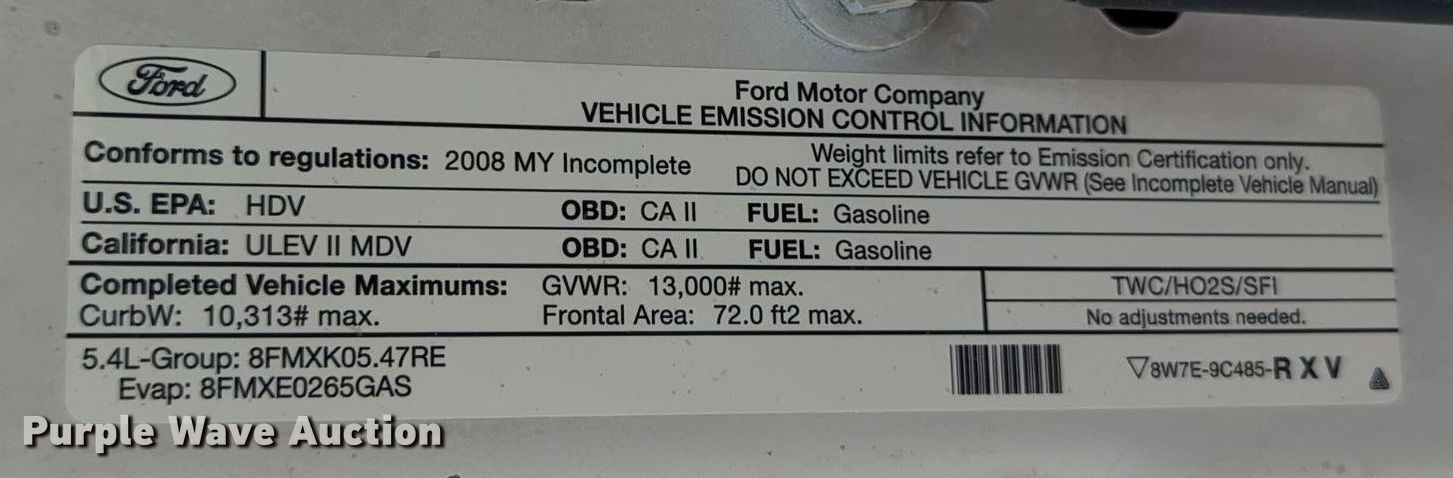 Ford
Ford Motor Company
VEHICLE EMISSION CONTROL INFORMATION
Conforms to regulations: 2008 MY Incomplete
Weight limits refer to Emission Certification only.
DO NOT EXCEED VEHICLE GVWR (See Incomplete Vehicle Manual)
U.S. EPA: HDV OBD: CA II FUEL: Gasoline
California: ULEV II MDV OBD: CA II FUEL: Gasoline
Completed Vehicle Maximums: GVWR: 13,000# max.
CurbW: 10,313# max. Frontal Area: 72.0 ft2 max.
TWC/HO2S/SFI
No adjustments needed.
5.4L-Group: 8FMXK05.47RE
Evap: 8FMXE0265GAS
▽8W7E-9C485-R X V
Purple Wave Auction